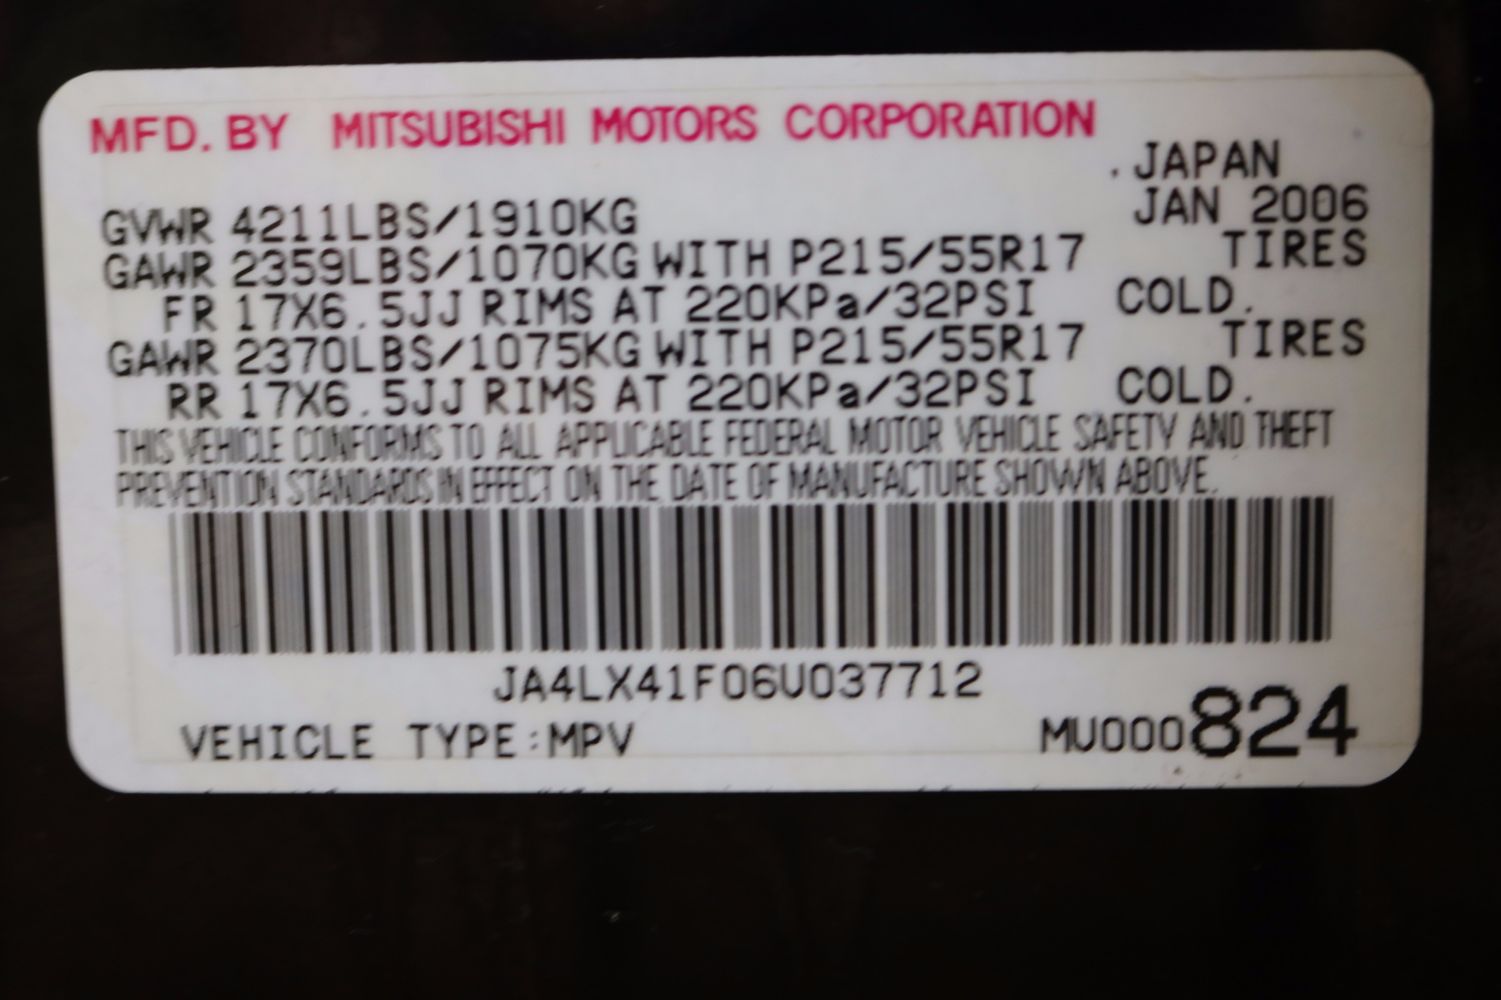 MFD. BY MITSUBISHI MOTORS CORPORATION
JAPAN
GVWR 4211LBS/1910KG JAN 2006
GAWR 2359LBS/1070KG WITH P215/55R17 TIRES
FR 17X6.5JJ RIMS AT 220KPa/32PSI COLD.
GAWR 2370LBS/1075KG WITH P215/55R17 TIRES
RR 17X6.5JJ RIMS AT 220KPa/32PSI COLD.
THIS VEHICLE CONFORMS TO ALL APPLICABLE FEDERAL MOTOR VEHICLE SAFETY AND THEFT
PREVENTION STANDARDS IN EFFECT ON THE DATE OF MANUFACTURE SHOWN ABOVE.
JA4LX41F06U037712
VEHICLE TYPE:MPV MU000824